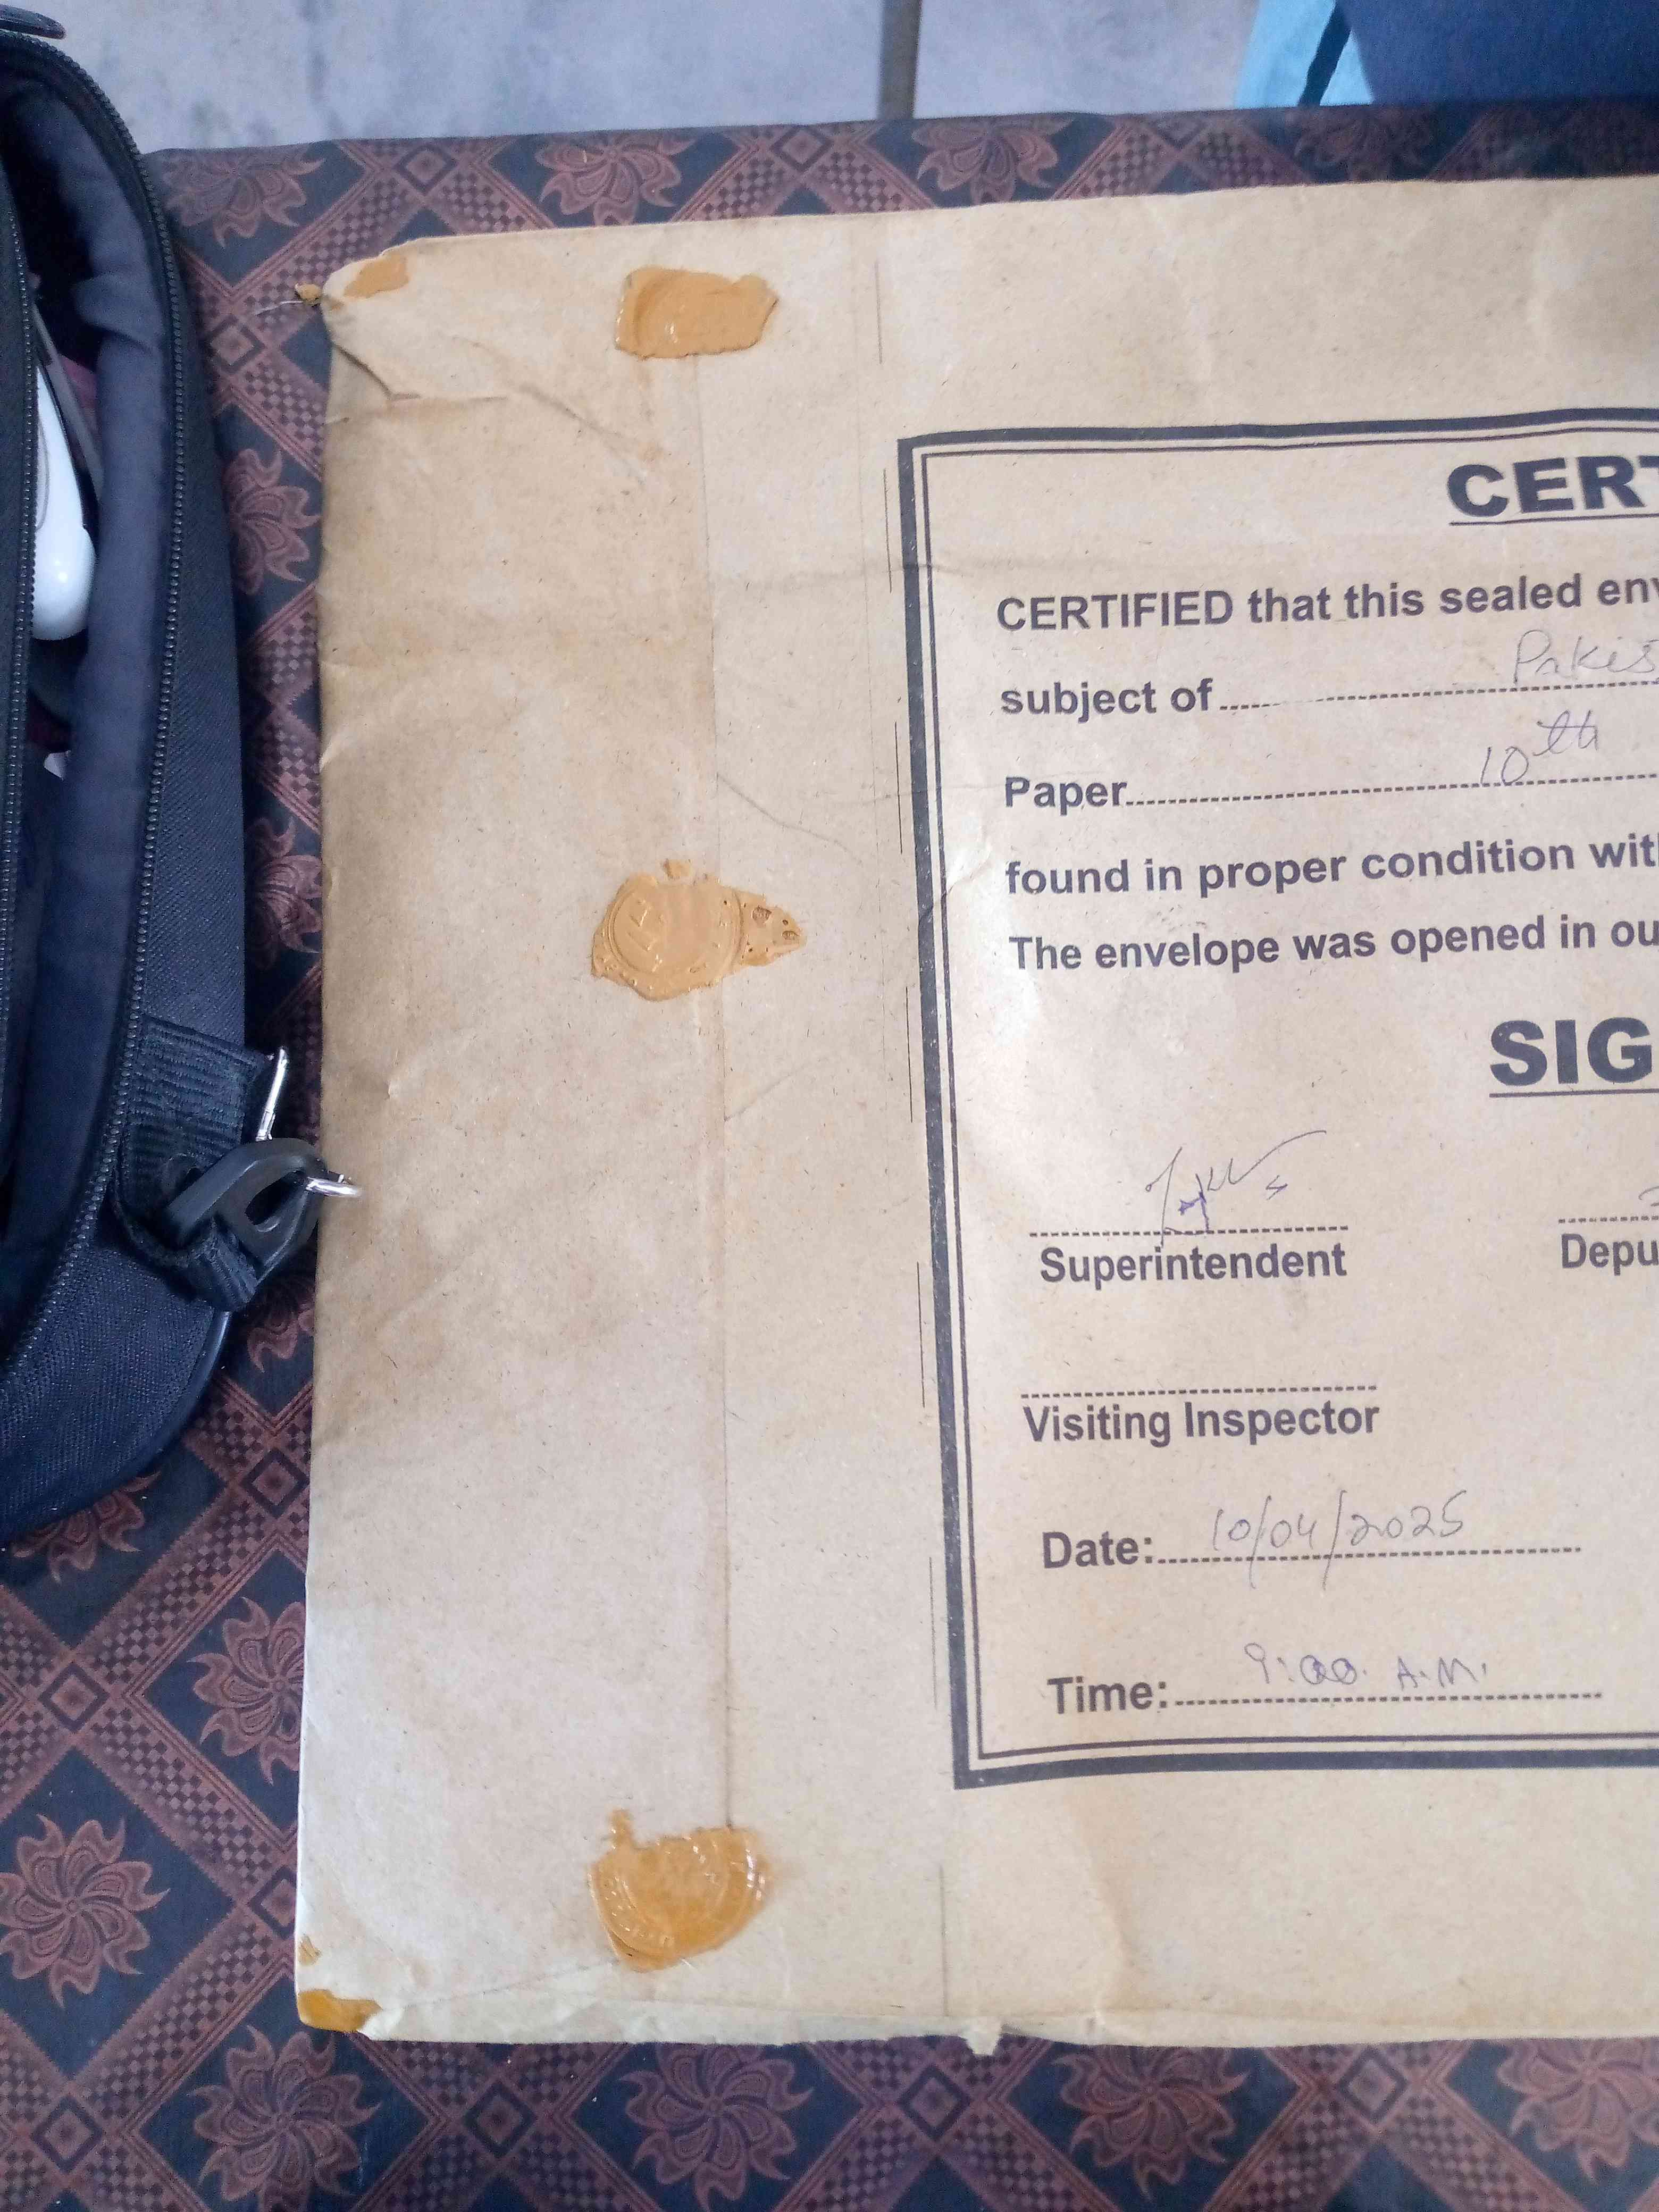 CERT
CERTIFIED that this sealed env
subject of Pakis
Paper 10th
found in proper condition with
The envelope was opened in ou
SIG
Superintendent
Depu
Visiting Inspector
Date: 10/04/2025
Time: 9:00 A.M.